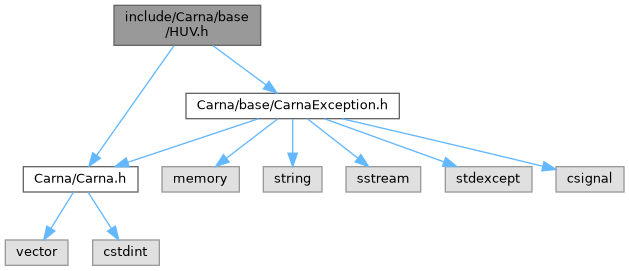 include/Carna/base
/HUV.h
Carna/base/CarnaException.h
Carna/Carna.h
memory
string
sstream
stdexcept
csignal
vector
cstdint